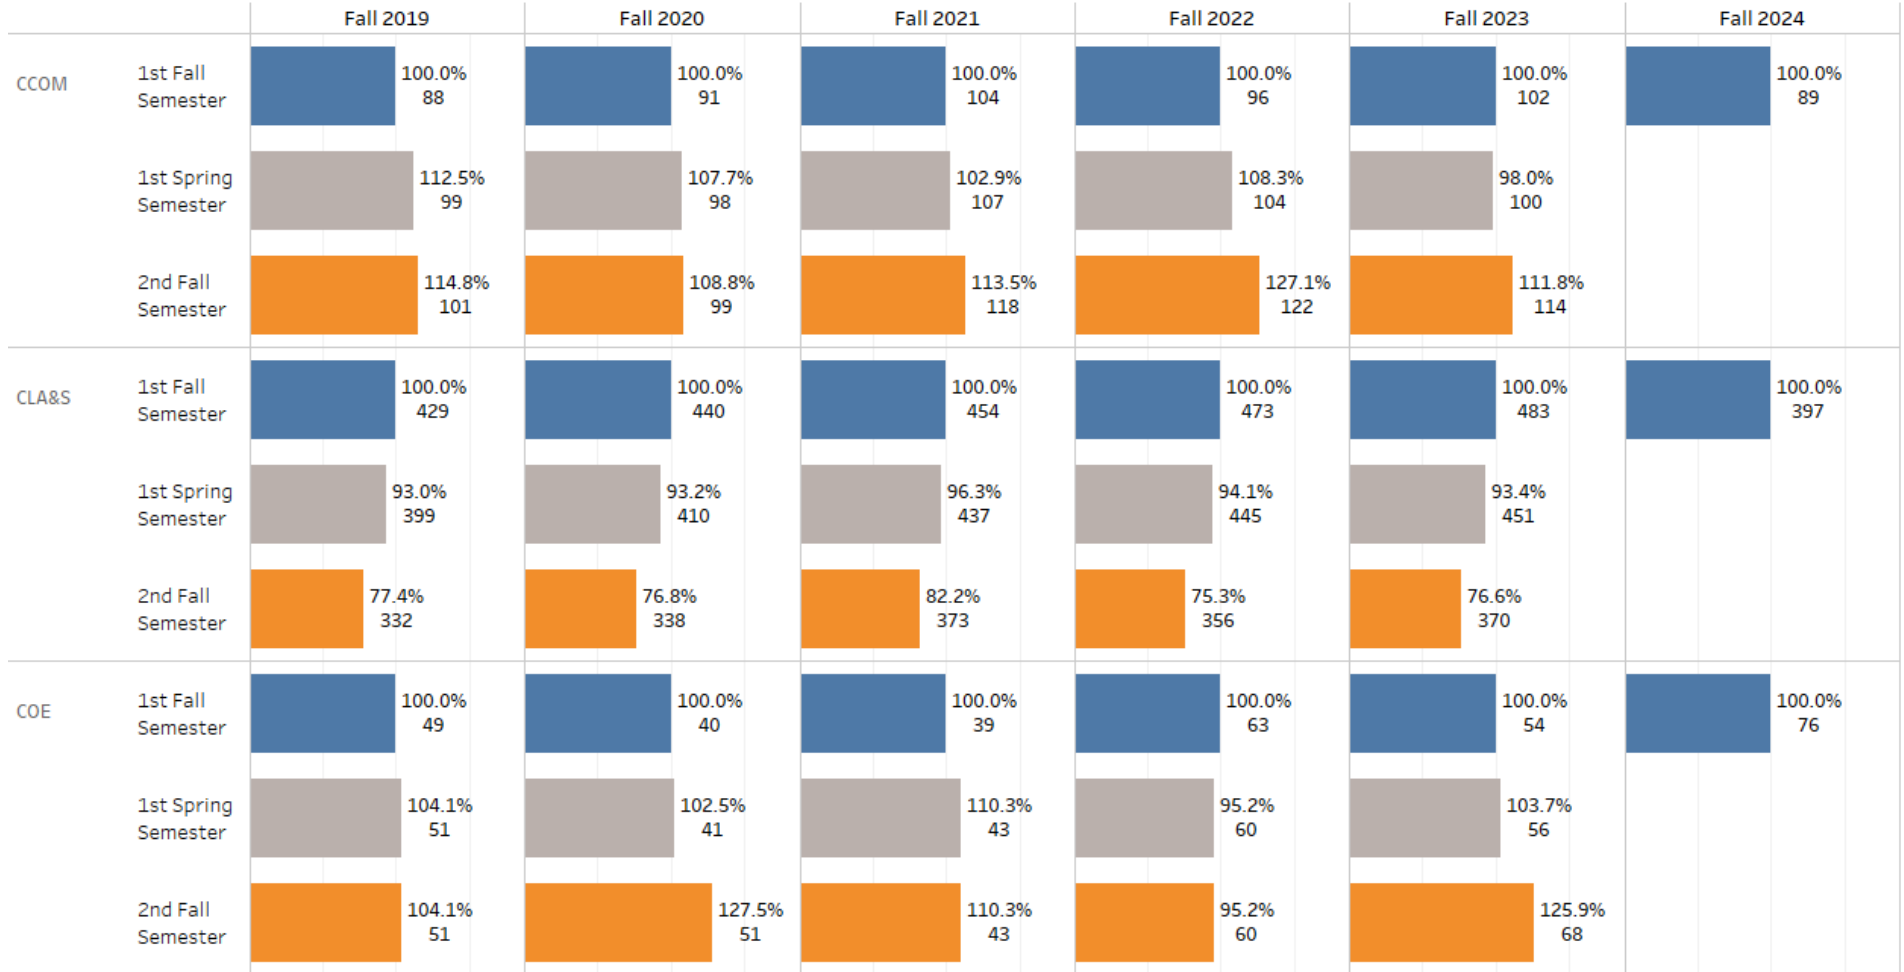 Fall 2019 Fall 2020 Fall 2021 Fall 2022 Fall 2023 Fall 2024
CCOM
1st Fall 100.0% 100.0% 100.0% 100.0% 100.0% 100.0%
Semester 88 91 104 96 102 89
1st Spring 112.5% 107.7% 102.9% 108.3% 98.0%
Semester 99 98 107 104 100
2nd Fall 114.8% 108.8% 113.5% 127.1% 111.8%
Semester 101 99 118 122 114
CLA&S
1st Fall 100.0% 100.0% 100.0% 100.0% 100.0% 100.0%
Semester 429 440 454 473 483 397
1st Spring 93.0% 93.2% 96.3% 94.1% 93.4%
Semester 399 410 437 445 451
2nd Fall 77.4% 76.8% 82.2% 75.3% 76.6%
Semester 332 338 373 356 370
COE
1st Fall 100.0% 100.0% 100.0% 100.0% 100.0% 100.0%
Semester 49 40 39 63 54 76
1st Spring 104.1% 102.5% 110.3% 95.2% 103.7%
Semester 51 41 43 60 56
2nd Fall 104.1% 127.5% 110.3% 95.2% 125.9%
Semester 51 51 43 60 68